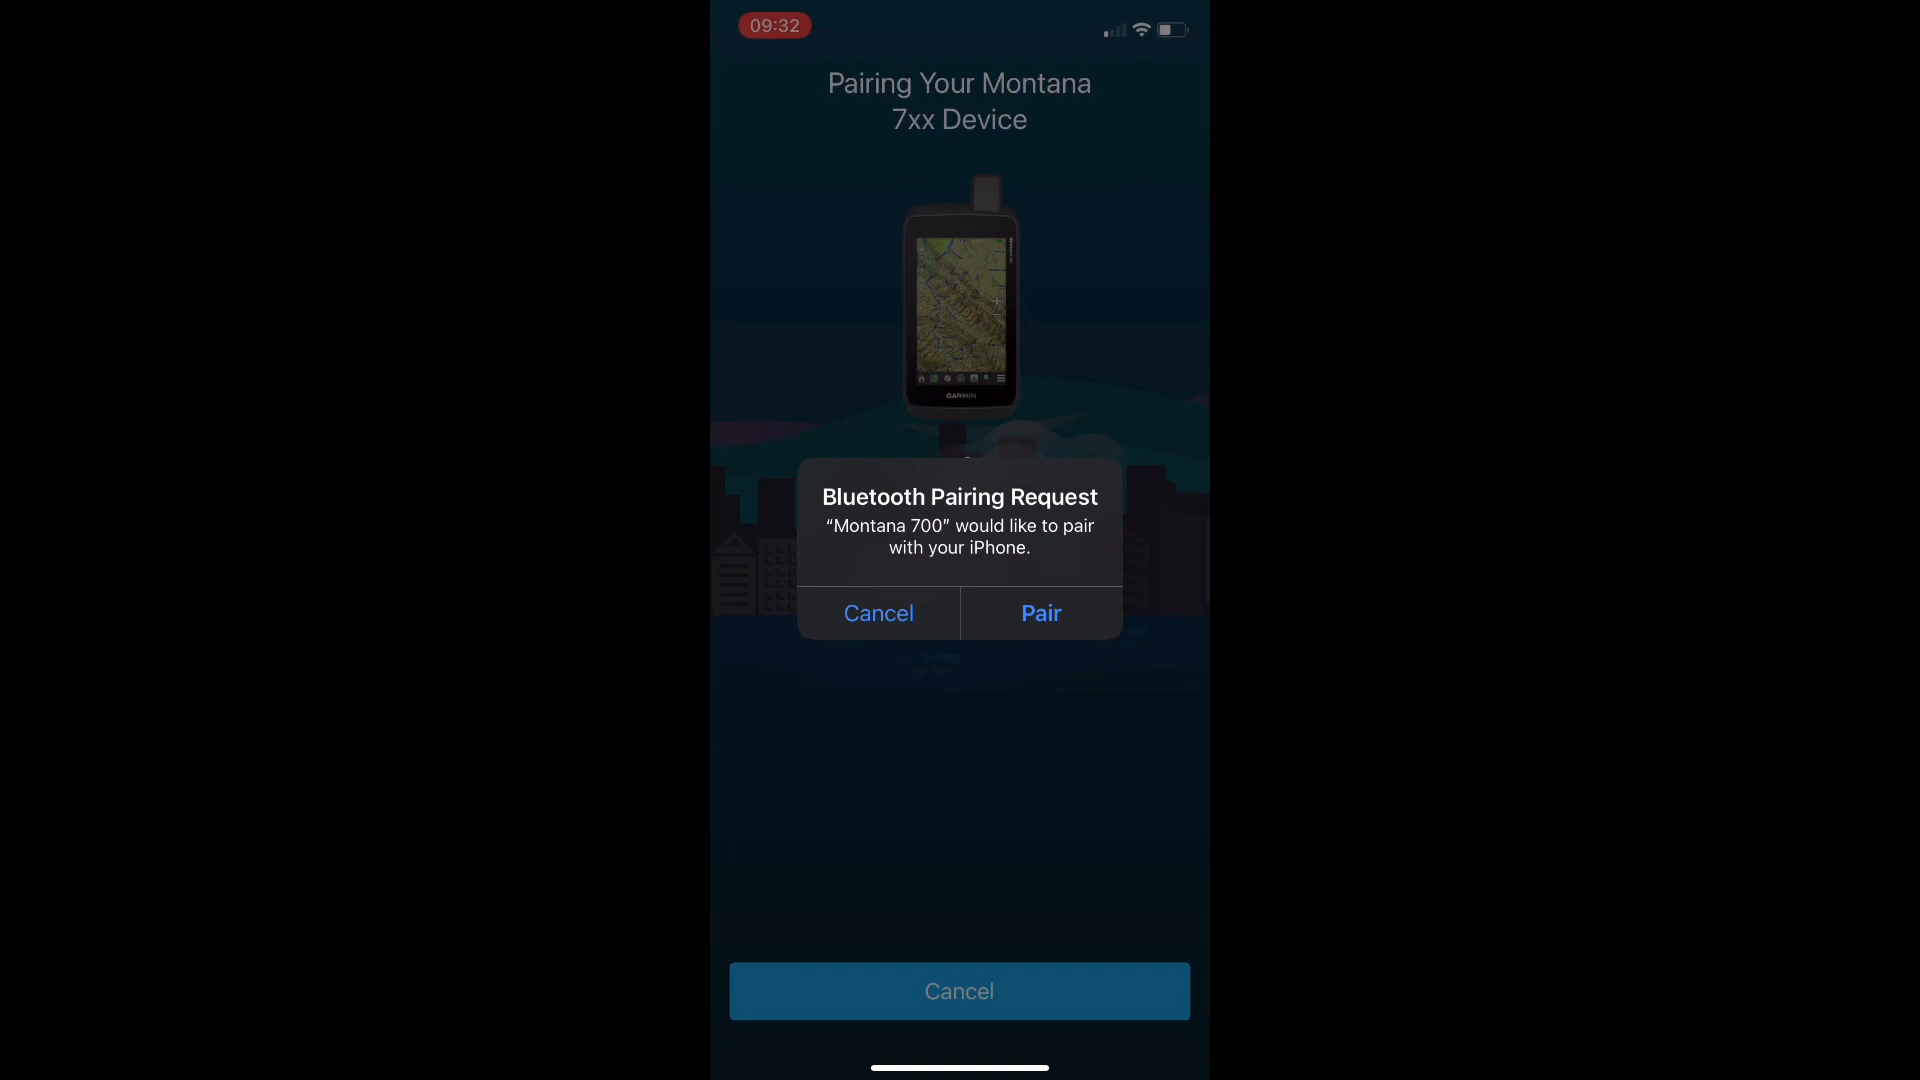 09:32
Pairing Your Montana
7xx Device
GARMIN
Bluetooth Pairing Request
“Montana 700” would like to pair
with your iPhone.
Cancel
Pair
Cancel